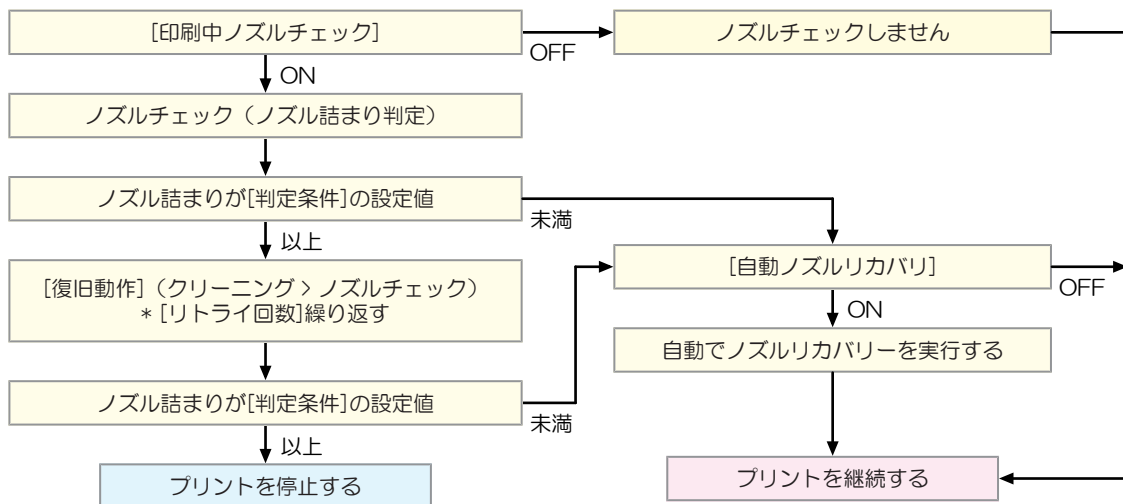 [印刷中ノズルチェック]
OFF
ノズルチェックしません
ON
ノズルチェック（ノズル詰まり判定）
ノズル詰まりが[判定条件]の設定値
未満
以上
[自動ノズルリカバリ]
OFF
[復旧動作]（クリーニング > ノズルチェック）
* [リトライ回数]繰り返す
ON
自動でノズルリカバリーを実行する
ノズル詰まりが[判定条件]の設定値
未満
以上
プリントを停止する
プリントを継続する